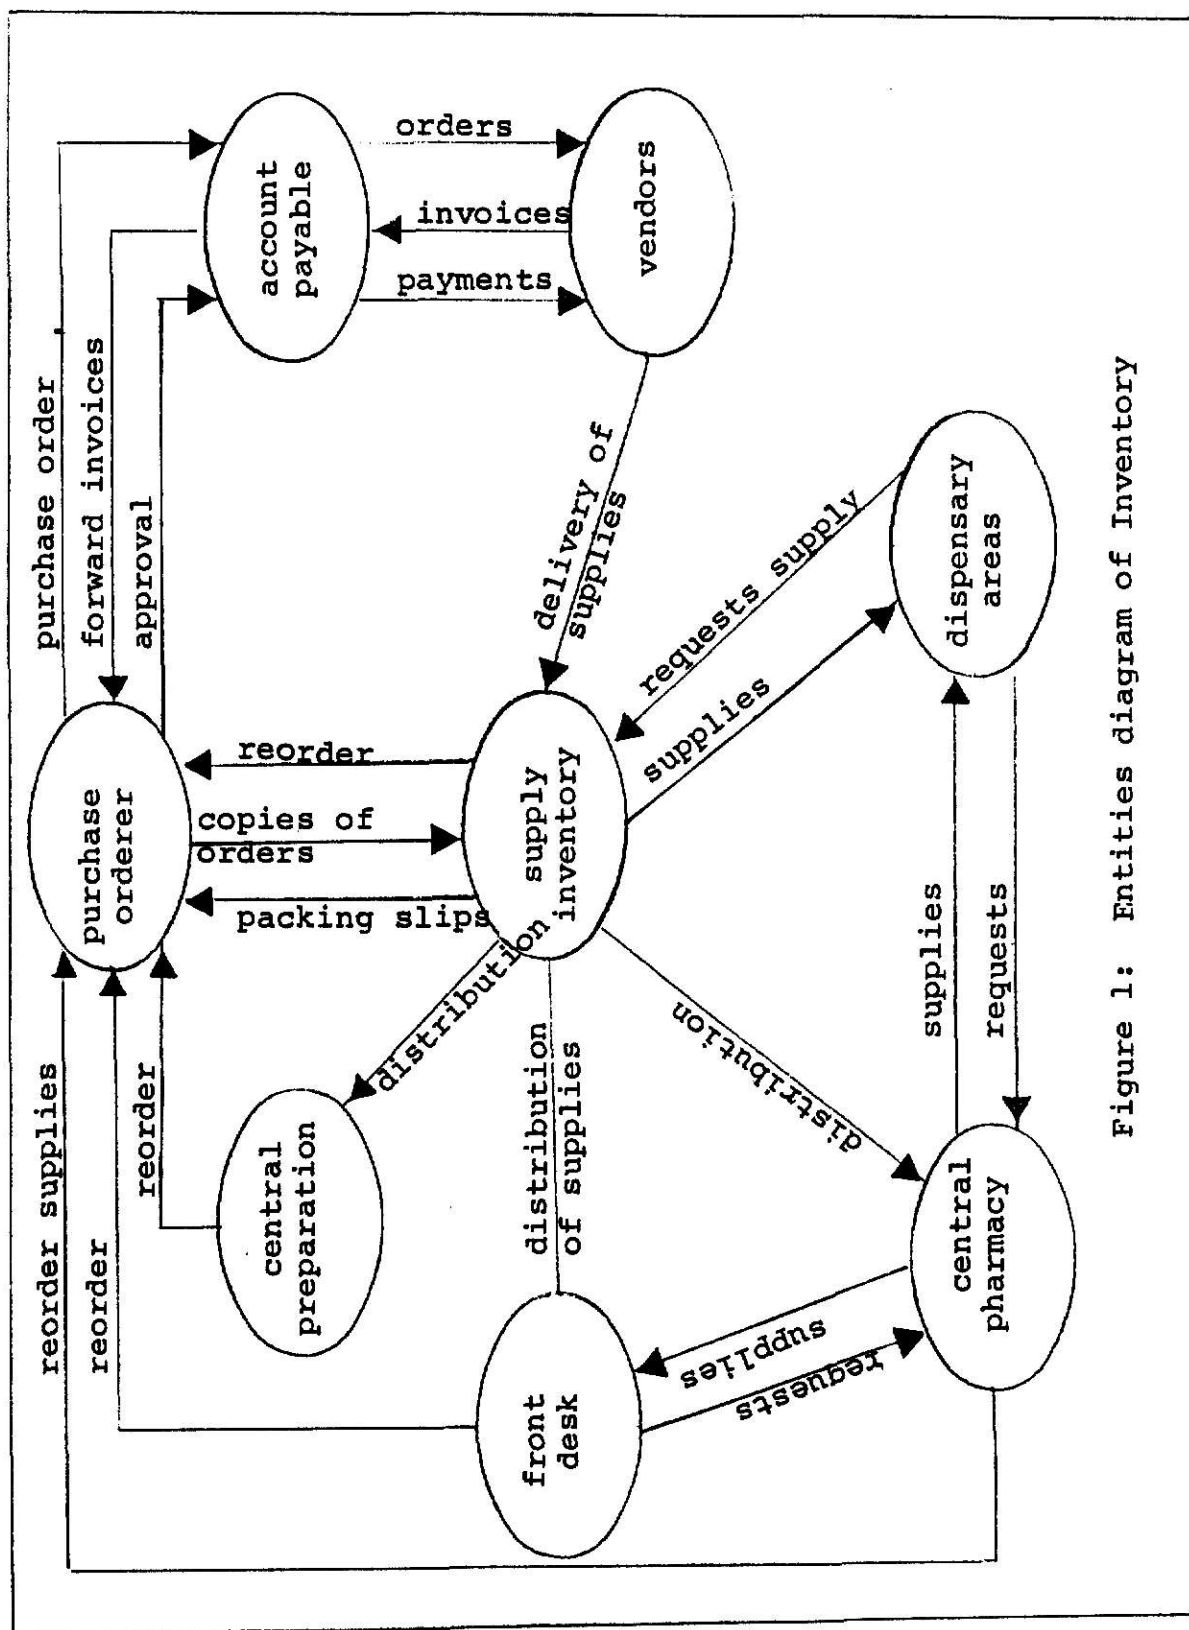 reorder supplies
purchase order
reorder
forward invoices
reorder
approval
purchase
orderer
central
preparation
account
payable
reorder
copies of
orders
packing slips
orders
invoices
payments
distribution
distribution
of supplies
front
desk
supply
inventory
delivery of
supplies
vendors
distribution
requests supply
supplies
supplies
requests
central
pharmacy
supplies
requests
dispensary
areas
Figure 1: Entities diagram of Inventory